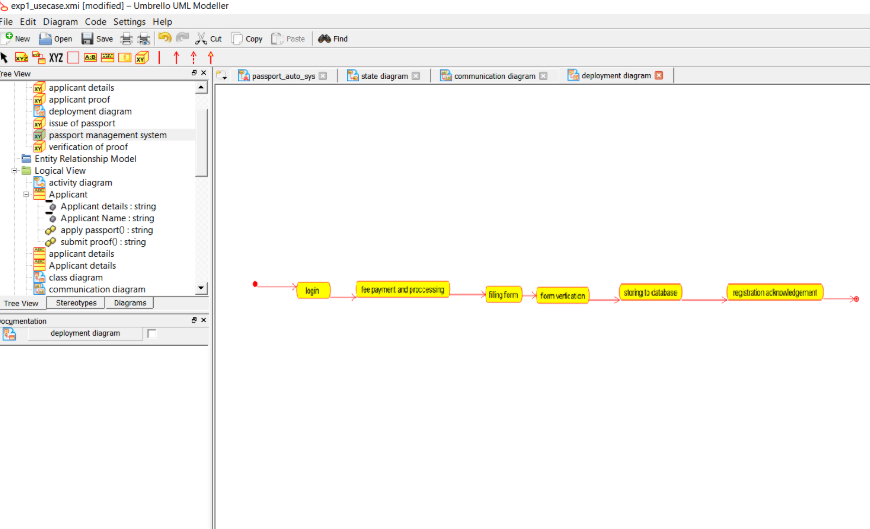 exp1_usecase.xmi [modified] – Umbrello UML Modeller
File Edit Diagram Code Settings Help
New Open Save Cut Copy Paste Find
XYZ
Tree View
passport_auto_sys state diagram communication diagram deployment diagram
applicant details
applicant proof
deployment diagram
issue of passport
passport management system
verification of proof
Entity Relationship Model
Logical View
activity diagram
Applicant
Applicant details : string
Applicant Name : string
apply passport() : string
submit proof() : string
applicant details
Applicant details
class diagram
communication diagram
Tree View Stereotypes Diagrams
Documentation
deployment diagram
login
fee payment and proccessing
filling form
form verification
storing to database
registration acknowledgement